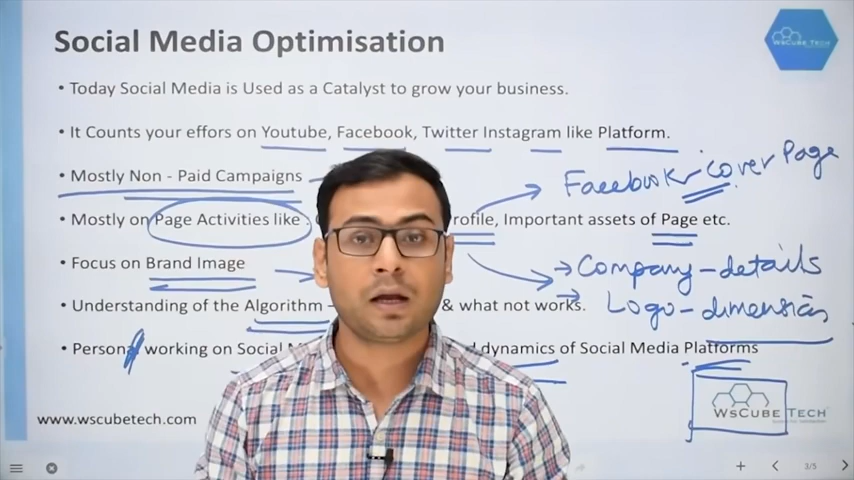 Social Media Optimisation
WsCube Tech
• Today Social Media is Used as a Catalyst to grow your business.
• It Counts your effors on Youtube, Facebook, Twitter Instagram like Platform.
• Mostly Non - Paid Campaigns
Facebook cover Page
• Mostly on Page Activities like rofile, Important assets of Page etc.
• Focus on Brand Image
Company - details
• Understanding of the Algorithm & what not works.
Logo - dimension
• Person working on Social M d dynamics of Social Media Platforms
WsCube Tech
www.wscubetech.com
3/5